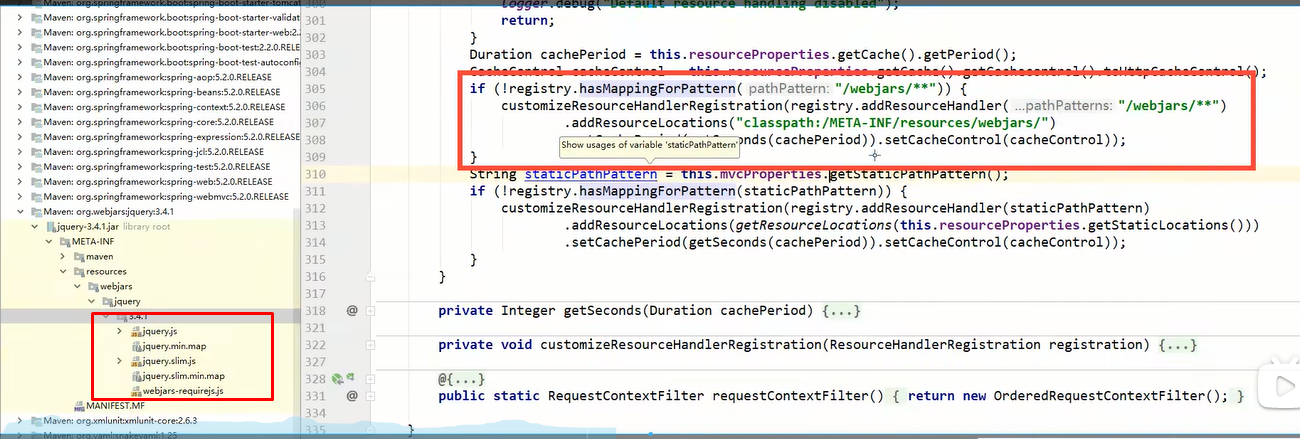 Maven: org.springframework.boot:spring-boot-starter-tomcat
Maven: org.springframework.boot:spring-boot-starter-validat
Maven: org.springframework.boot:spring-boot-starter-web:2.
Maven: org.springframework.boot:spring-boot-test:2.2.0.RELE
Maven: org.springframework.boot:spring-boot-test-autoconfi
Maven: org.springframework:spring-aop:5.2.0.RELEASE
Maven: org.springframework:spring-beans:5.2.0.RELEASE
Maven: org.springframework:spring-context:5.2.0.RELEASE
Maven: org.springframework:spring-core:5.2.0.RELEASE
Maven: org.springframework:spring-expression:5.2.0.RELEASE
Maven: org.springframework:spring-jcl:5.2.0.RELEASE
Maven: org.springframework:spring-test:5.2.0.RELEASE
Maven: org.springframework:spring-web:5.2.0.RELEASE
Maven: org.springframework:spring-webmvc:5.2.0.RELEASE
Maven: org.webjars:jquery:3.4.1
jquery-3.4.1.jar library root
META-INF
maven
resources
webjars
jquery
3.4.1
jquery.js
jquery.min.map
jquery.slim.js
jquery.slim.min.map
webjars-requirejs.js
MANIFEST.MF
Maven: org.xmlunit:xmlunit-core:2.6.3
Maven: org.yaml:snakeyaml:1.25
300 logger.debug("Default resource handling disabled");
301 return;
302 }
303 Duration cachePeriod = this.resourceProperties.getCache().getPeriod();
304 CacheControl cacheControl = this.resourceProperties.getCache().getCachecontrol().toHttpCacheControl();
305 if (!registry.hasMappingForPattern( pathPattern: "/webjars/**")) {
306 customizeResourceHandlerRegistration(registry.addResourceHandler( ...pathPatterns: "/webjars/**")
307 .addResourceLocations("classpath:/META-INF/resources/webjars/")
308 .setCachePeriod(getSeconds(cachePeriod)).setCacheControl(cacheControl));
Show usages of variable 'staticPathPattern'
309 }
310 String staticPathPattern = this.mvcProperties.getStaticPathPattern();
311 if (!registry.hasMappingForPattern(staticPathPattern)) {
312 customizeResourceHandlerRegistration(registry.addResourceHandler(staticPathPattern)
313 .addResourceLocations(getResourceLocations(this.resourceProperties.getStaticLocations()))
314 .setCachePeriod(getSeconds(cachePeriod)).setCacheControl(cacheControl));
315 }
316 }
317
318 @ private Integer getSeconds(Duration cachePeriod) {...}
321
322 private void customizeResourceHandlerRegistration(ResourceHandlerRegistration registration) {...}
327
328 @{...}
331 @ public static RequestContextFilter requestContextFilter() { return new OrderedRequestContextFilter(); }
334
335 }